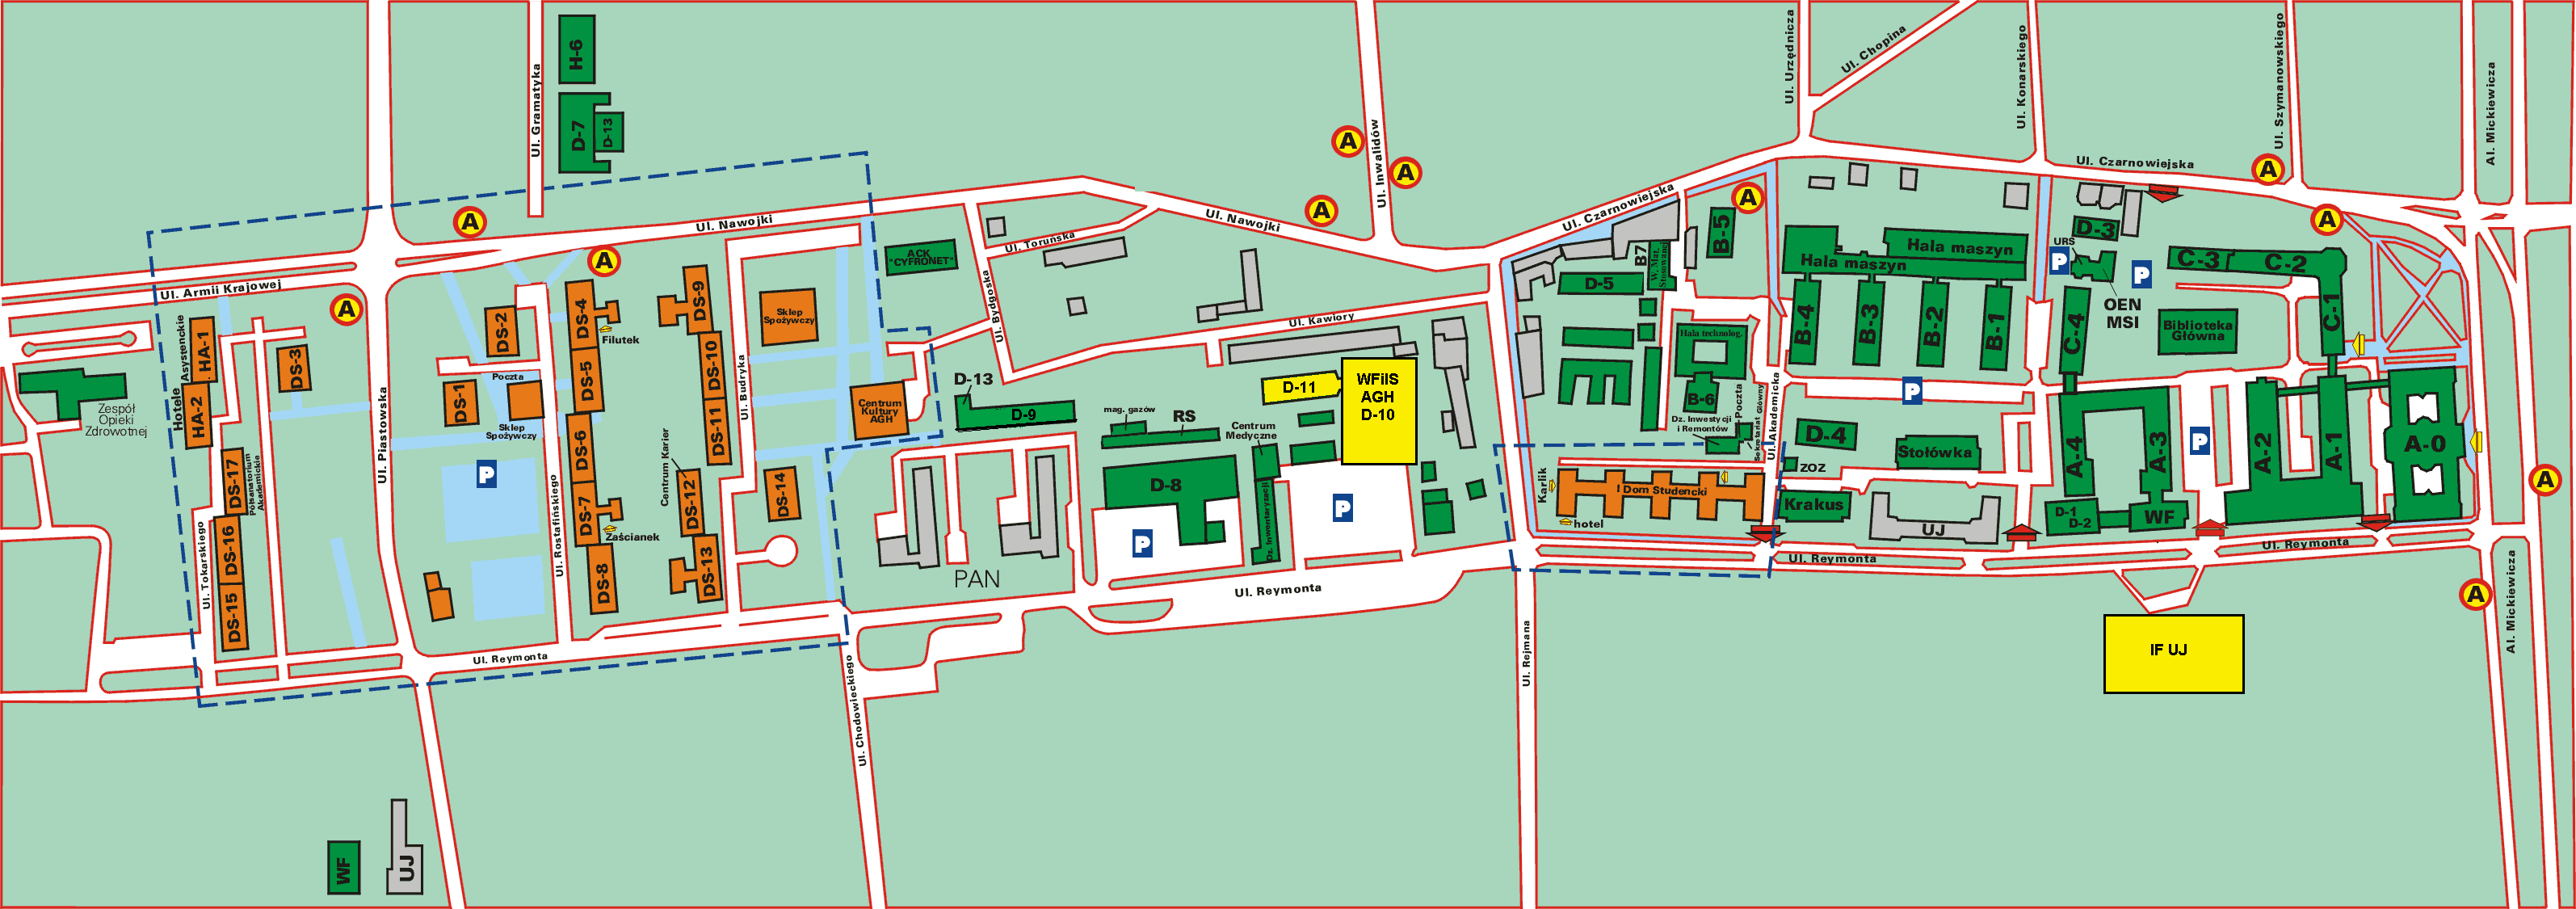 H-6
D-7
D-13
Ul. Gramatyka
A
Ul. Nawojki
A
Ul. Armii Krajowej
A
Ul. Piastowska
Asystenckie
Hotele
HA-1
HA-2
DS-3
DS-17
Półsanatorium
Akademickie
DS-16
DS-15
Ul. Tokarskiego
Zespół
Opieki
Zdrowotnej
DS-2
DS-1
Poczta
Sklep
Spożywczy
P
Ul. Rostafińskiego
DS-4
Filutek
DS-5
DS-6
DS-7
Zaścianek
DS-8
DS-9
DS-10
DS-11
Centrum Karier
DS-12
DS-13
Ul. Budryka
Sklep
Spożywczy
DS-14
Centrum
Kultury
AGH
Ul. Reymonta
Ul. Chodowieckiego
WF
UJ
ACK
"CYFRONET"
Ul. Toruńska
Ul. Bydgoska
Ul. Nawojki
A
A
A
Ul. Inwalidów
Ul. Kawiory
D-13
D-9
mag. gazów
RS
Centrum
Medyczne
D-8
Dz. Inwentaryzacji
P
PAN
D-11
WFiIS
AGH
D-10
P
Ul. Reymonta
Ul. Rejmana
Ul. Czarnowiejska
A
B-5
B7
W. Mat.
Stosowanej
D-5
Hala technolog.
B-6
Poczta
Sekretariat Główny
Dz. Inwestycji
i Remontów
Ul. Akademicka
Karlik
I Dom Studencki
hotel
Ul. Urzędnicza
Ul. Chopina
Ul. Konarskiego
Ul. Szymanowskiego
Al. Mickiewicza
Ul. Czarnowiejska
A
A
Hala maszyn
Hala maszyn
B-4
B-3
B-2
B-1
P
D-4
ZOZ
Stołówka
Krakus
UJ
Ul. Reymonta
D-3
URS
P
P
OEN
MSI
C-4
C-3
C-2
C-1
Biblioteka
Główna
A-4
A-3
P
A-2
A-1
A-0
D-1
D-2
WF
Ul. Reymonta
A
A
Al. Mickiewicza
IF UJ